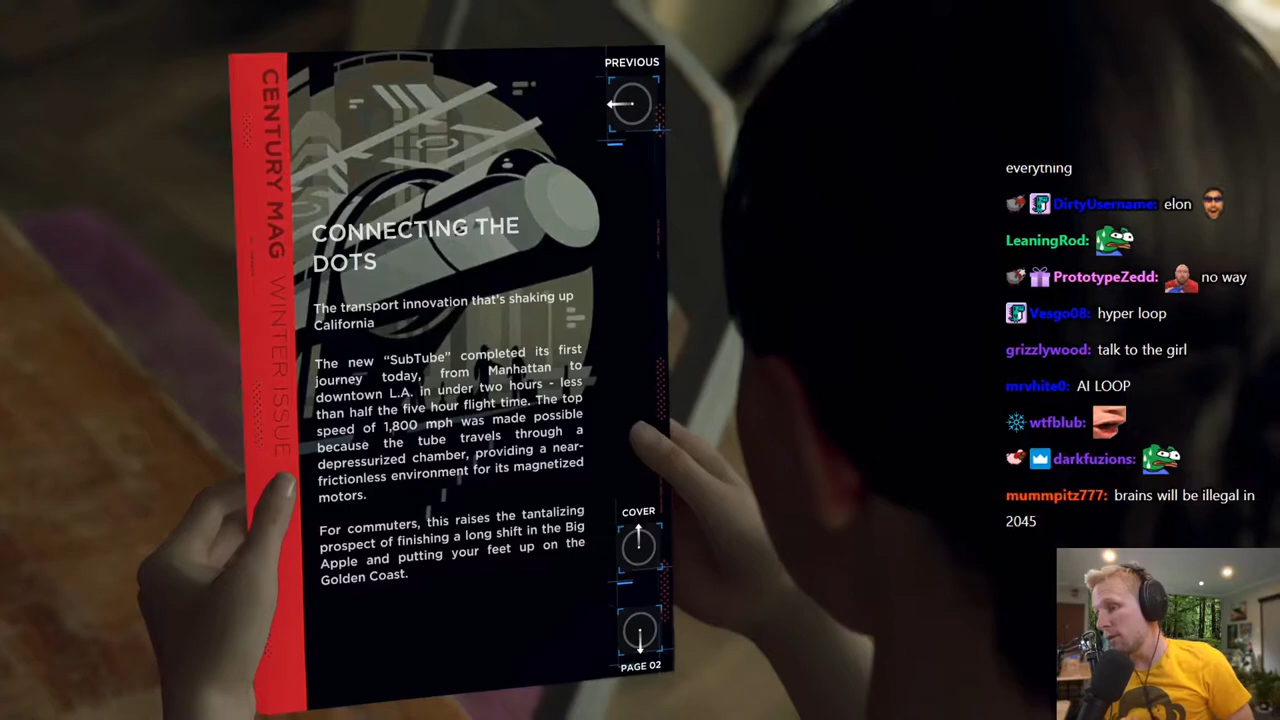 CENTURY MAG WINTER ISSUE
PREVIOUS
CONNECTING THE
DOTS
The transport innovation that's shaking up
California
The new “SubTube” completed its first
journey today, from Manhattan to
downtown L.A. in under two hours - less
than half the five hour flight time. The top
speed of 1,800 mph was made possible
because the tube travels through a
depressurized chamber, providing a near-
frictionless environment for its magnetized
motors.
For commuters, this raises the tantalizing
prospect of finishing a long shift in the Big
Apple and putting your feet up on the
Golden Coast.
COVER
PAGE 02
everything
DirtyUsername: elon
LeaningRod:
PrototypeZedd: no way
Vesgo08: hyper loop
grizzlywood: talk to the girl
mrvhite0: AI LOOP
wtfblub:
darkfuzions:
mummpitz777: brains will be illegal in
2045